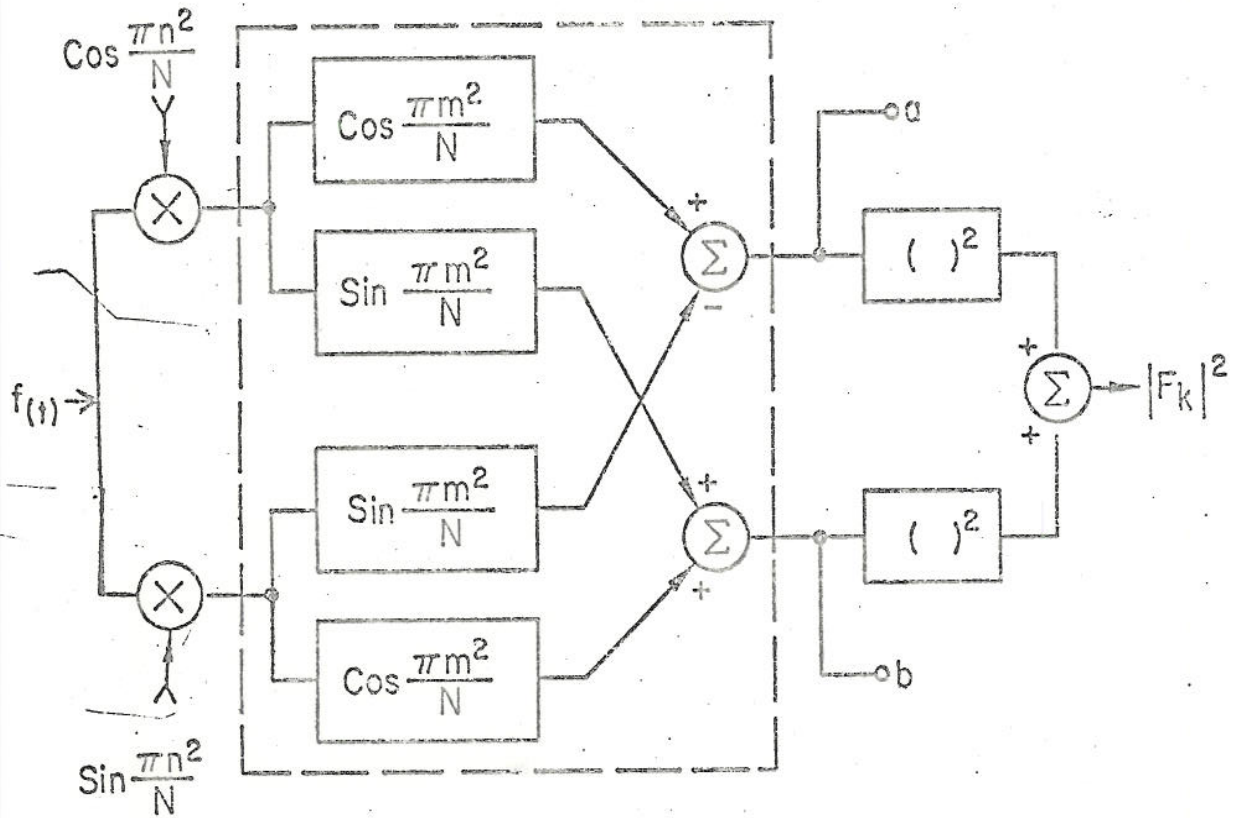 Cos πn²/N
Cos πm²/N
Sin πm²/N
Sin πm²/N
Cos πm²/N
Sin πn²/N
f(t)
×
×
+
Σ
-
+
Σ
+
a
( )²
+
Σ
+
|Fk|²
( )²
b